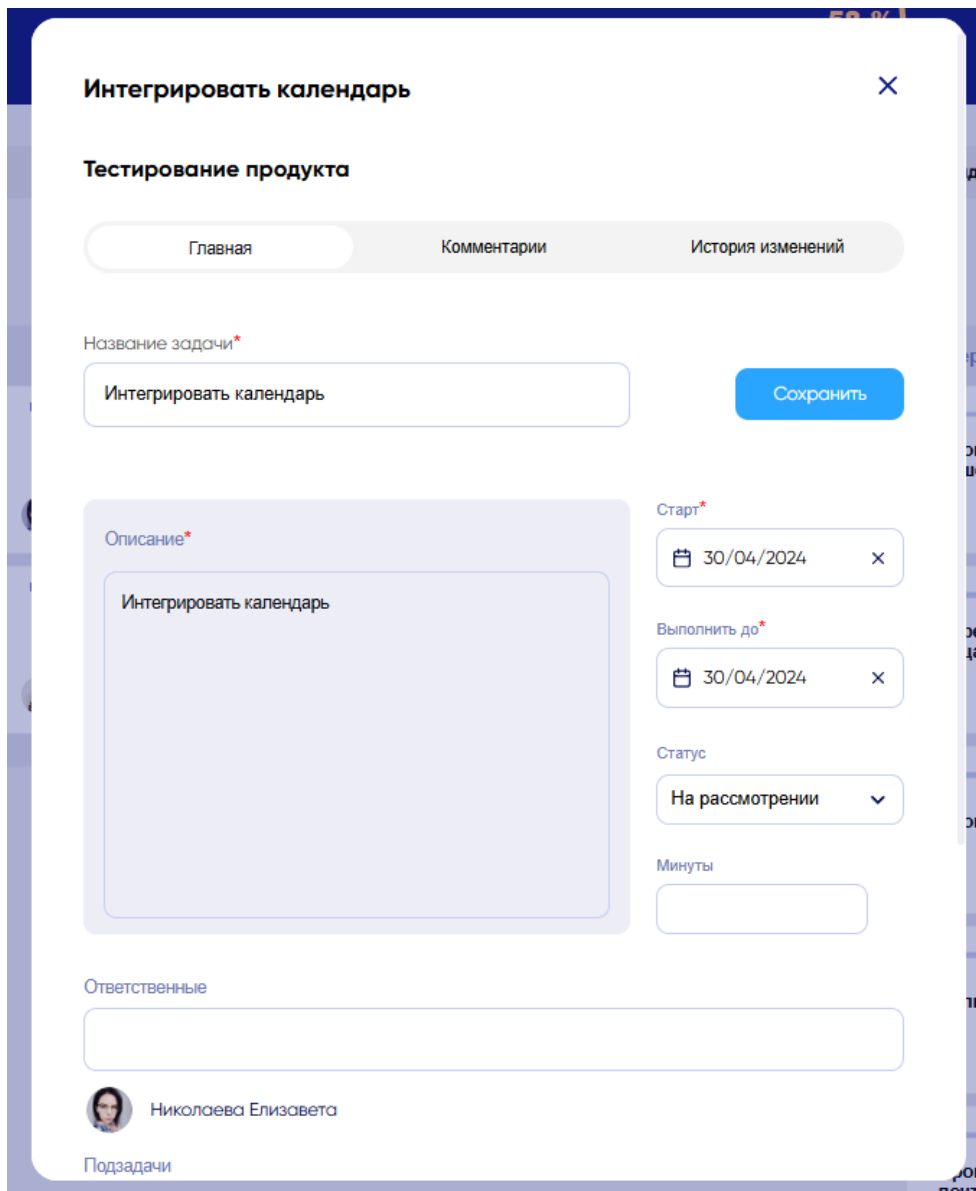 Интегрировать календарь
Тестирование продукта
Главная
Комментарии
История изменений
Название задачи*
Интегрировать календарь
Сохранить
Описание*
Интегрировать календарь
Старт*
30/04/2024
Выполнить до*
30/04/2024
Статус
На рассмотрении
Минуты
Ответственные
Николаева Елизавета
Подзадачи